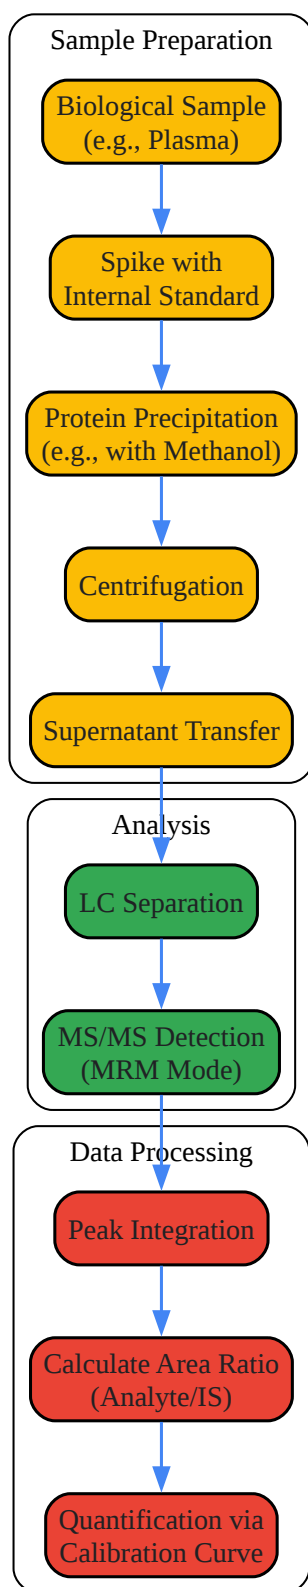 Sample Preparation
Biological Sample
(e.g., Plasma)
Spike with
Internal Standard
Protein Precipitation
(e.g., with Methanol)
Centrifugation
Supernatant Transfer
Analysis
LC Separation
MS/MS Detection
(MRM Mode)
Data Processing
Peak Integration
Calculate Area Ratio
(Analyte/IS)
Quantification via
Calibration Curve